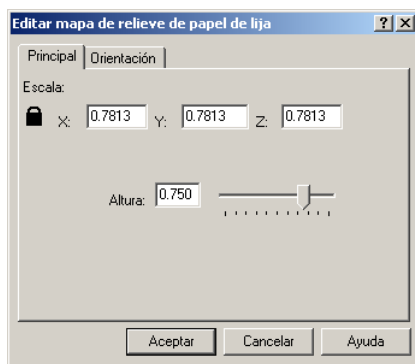 Editar mapa de relieve de papel de lija
Principal Orientación
Escala:
X: 0.7813 Y: 0.7813 Z: 0.7813
Altura: 0.750
Aceptar Cancelar Ayuda